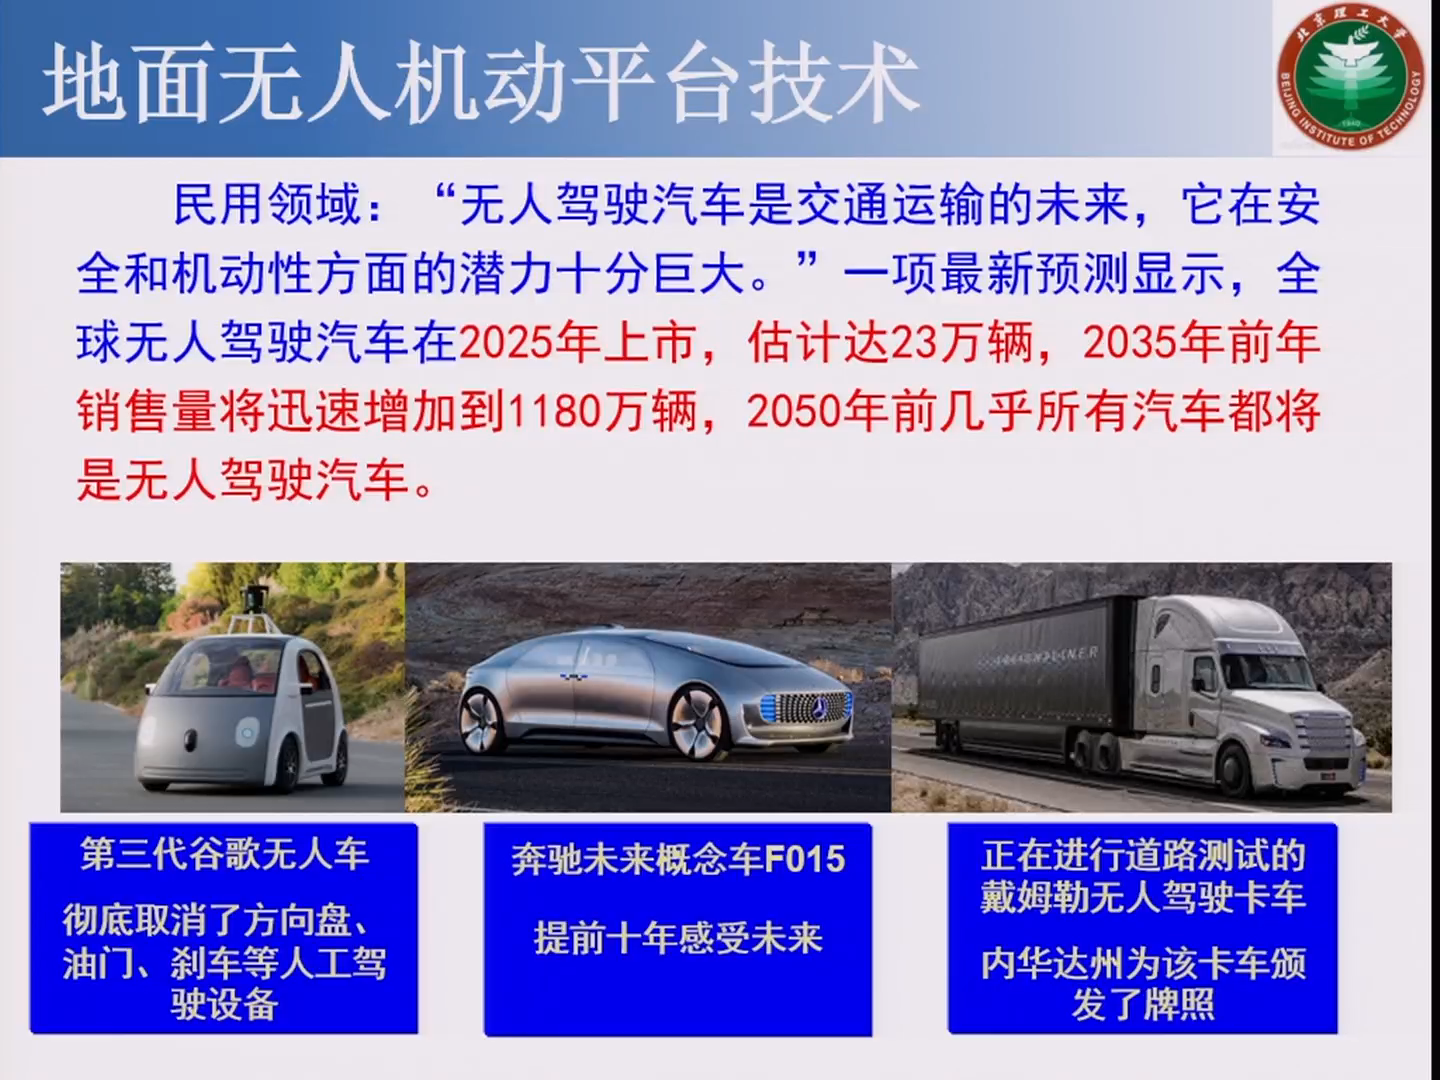 地面无人机动平台技术
北京理工大学
BEIJING INSTITUTE OF TECHNOLOGY
1940
民用领域：“无人驾驶汽车是交通运输的未来，它在安
全和机动性方面的潜力十分巨大。”一项最新预测显示，全
球无人驾驶汽车在2025年上市，估计达23万辆，2035年前年
销售量将迅速增加到1180万辆，2050年前几乎所有汽车都将
是无人驾驶汽车。
第三代谷歌无人车
彻底取消了方向盘、
油门、刹车等人工驾
驶设备
奔驰未来概念车F015
提前十年感受未来
正在进行道路测试的
戴姆勒无人驾驶卡车
内华达州为该卡车颁
发了牌照